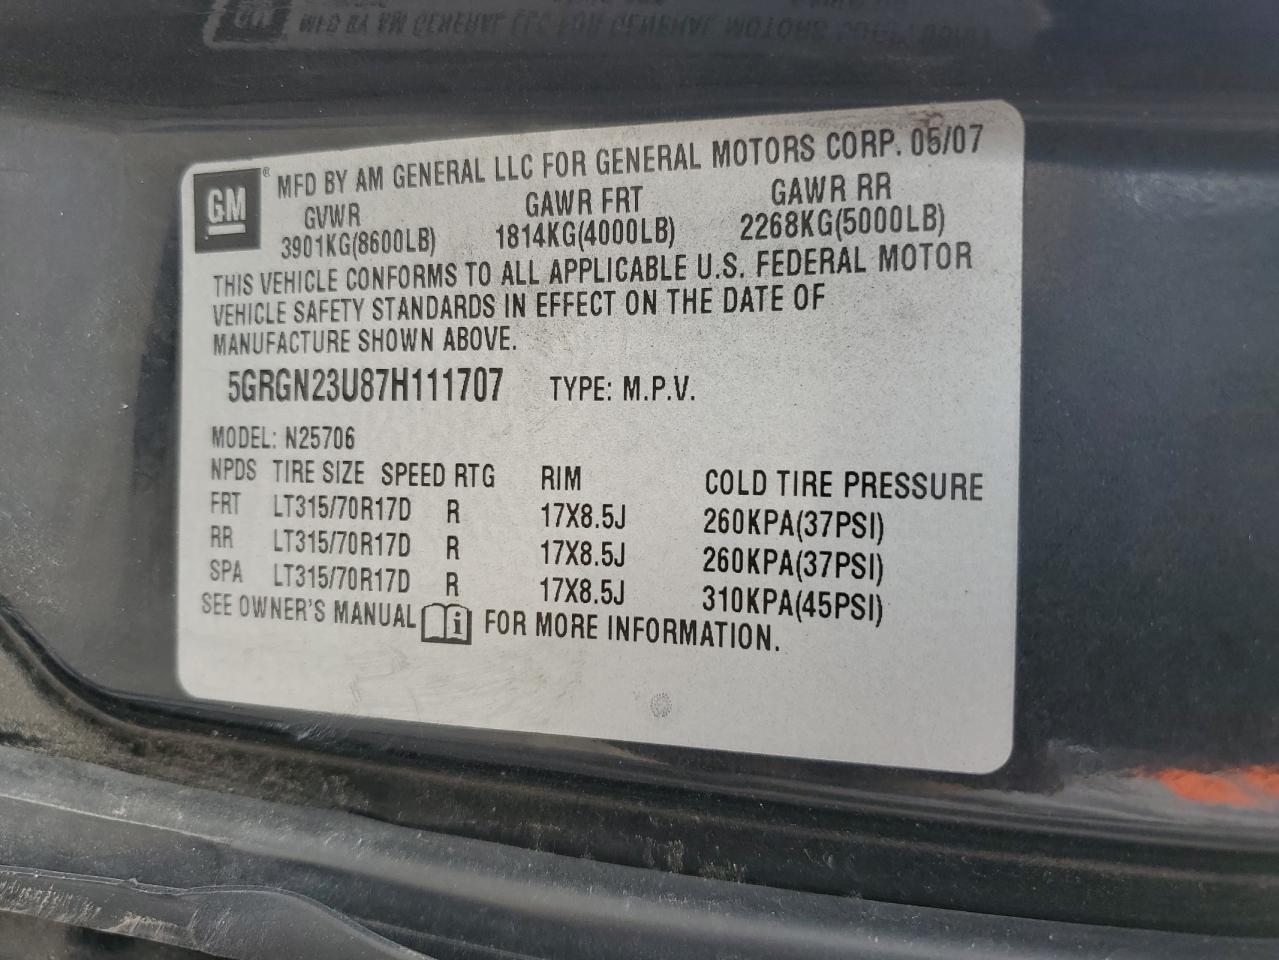 GM ® MFD BY AM GENERAL LLC FOR GENERAL MOTORS CORP. 05/07
GVWR GAWR FRT GAWR RR
3901KG(8600LB) 1814KG(4000LB) 2268KG(5000LB)
THIS VEHICLE CONFORMS TO ALL APPLICABLE U.S. FEDERAL MOTOR
VEHICLE SAFETY STANDARDS IN EFFECT ON THE DATE OF
MANUFACTURE SHOWN ABOVE.
5GRGN23U87H111707 TYPE: M.P.V.
MODEL: N25706
NPDS TIRE SIZE SPEED RTG RIM COLD TIRE PRESSURE
FRT LT315/70R17D R 17X8.5J 260KPA(37PSI)
RR LT315/70R17D R 17X8.5J 260KPA(37PSI)
SPA LT315/70R17D R 17X8.5J 310KPA(45PSI)
SEE OWNER'S MANUAL i FOR MORE INFORMATION.